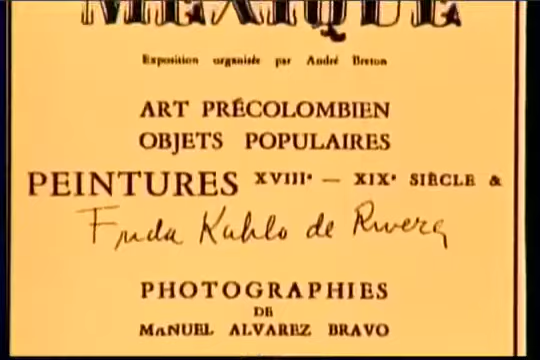 MEXIQUE
Exposition organisée par André Breton
ART PRÉCOLOMBIEN
OBJETS POPULAIRES
PEINTURES XVIIIe — XIXe SIÈCLE &
Frida Kahlo de Rivera
PHOTOGRAPHIES
DE
MANUEL ALVAREZ BRAVO